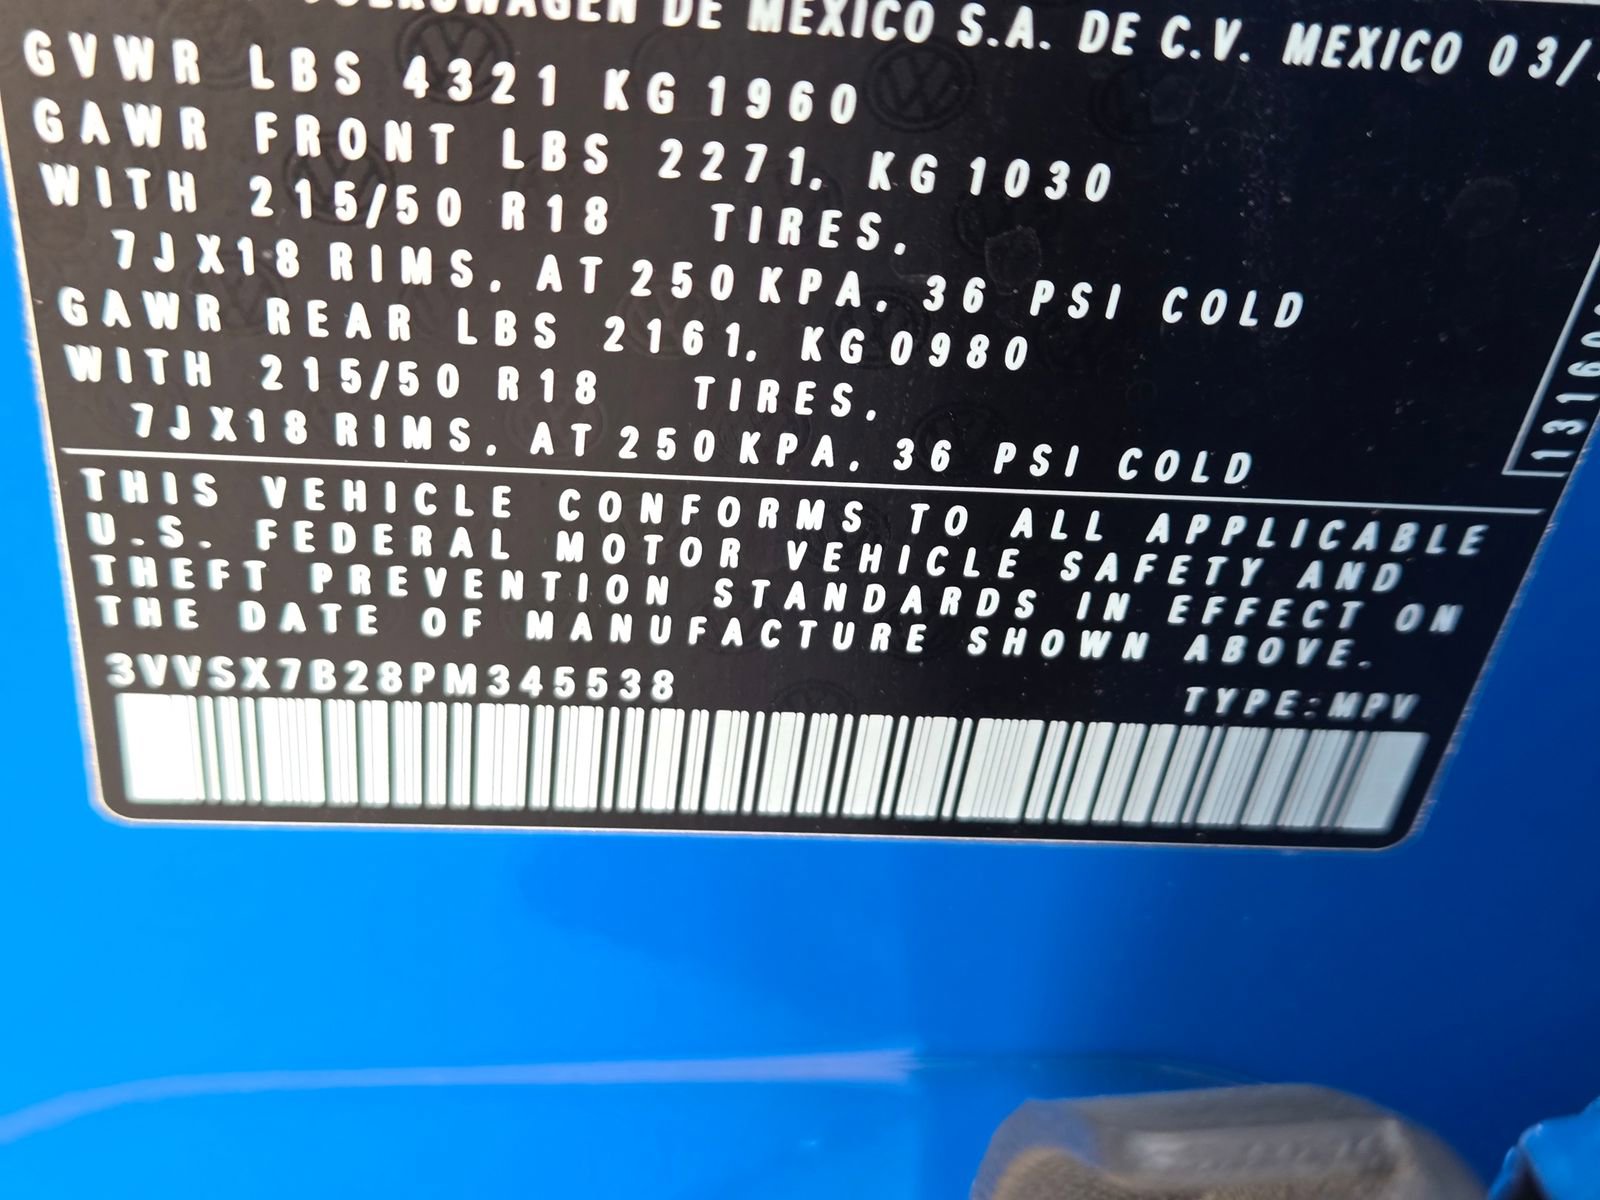 VOLKSWAGEN DE MEXICO S.A. DE C.V. MEXICO 03/
GVWR LBS 4321 KG 1960
GAWR FRONT LBS 2271. KG 1030
WITH 215/50 R18 TIRES.
7JX18 RIMS. AT 250 KPA. 36 PSI COLD
GAWR REAR LBS 2161. KG 0980
WITH 215/50 R18 TIRES.
7JX18 RIMS. AT 250 KPA. 36 PSI COLD
THIS VEHICLE CONFORMS TO ALL APPLICABLE
U.S. FEDERAL MOTOR VEHICLE SAFETY AND
THEFT PREVENTION STANDARDS IN EFFECT ON
THE DATE OF MANUFACTURE SHOWN ABOVE.
3VVSX7B28PM345538
TYPE:MPV